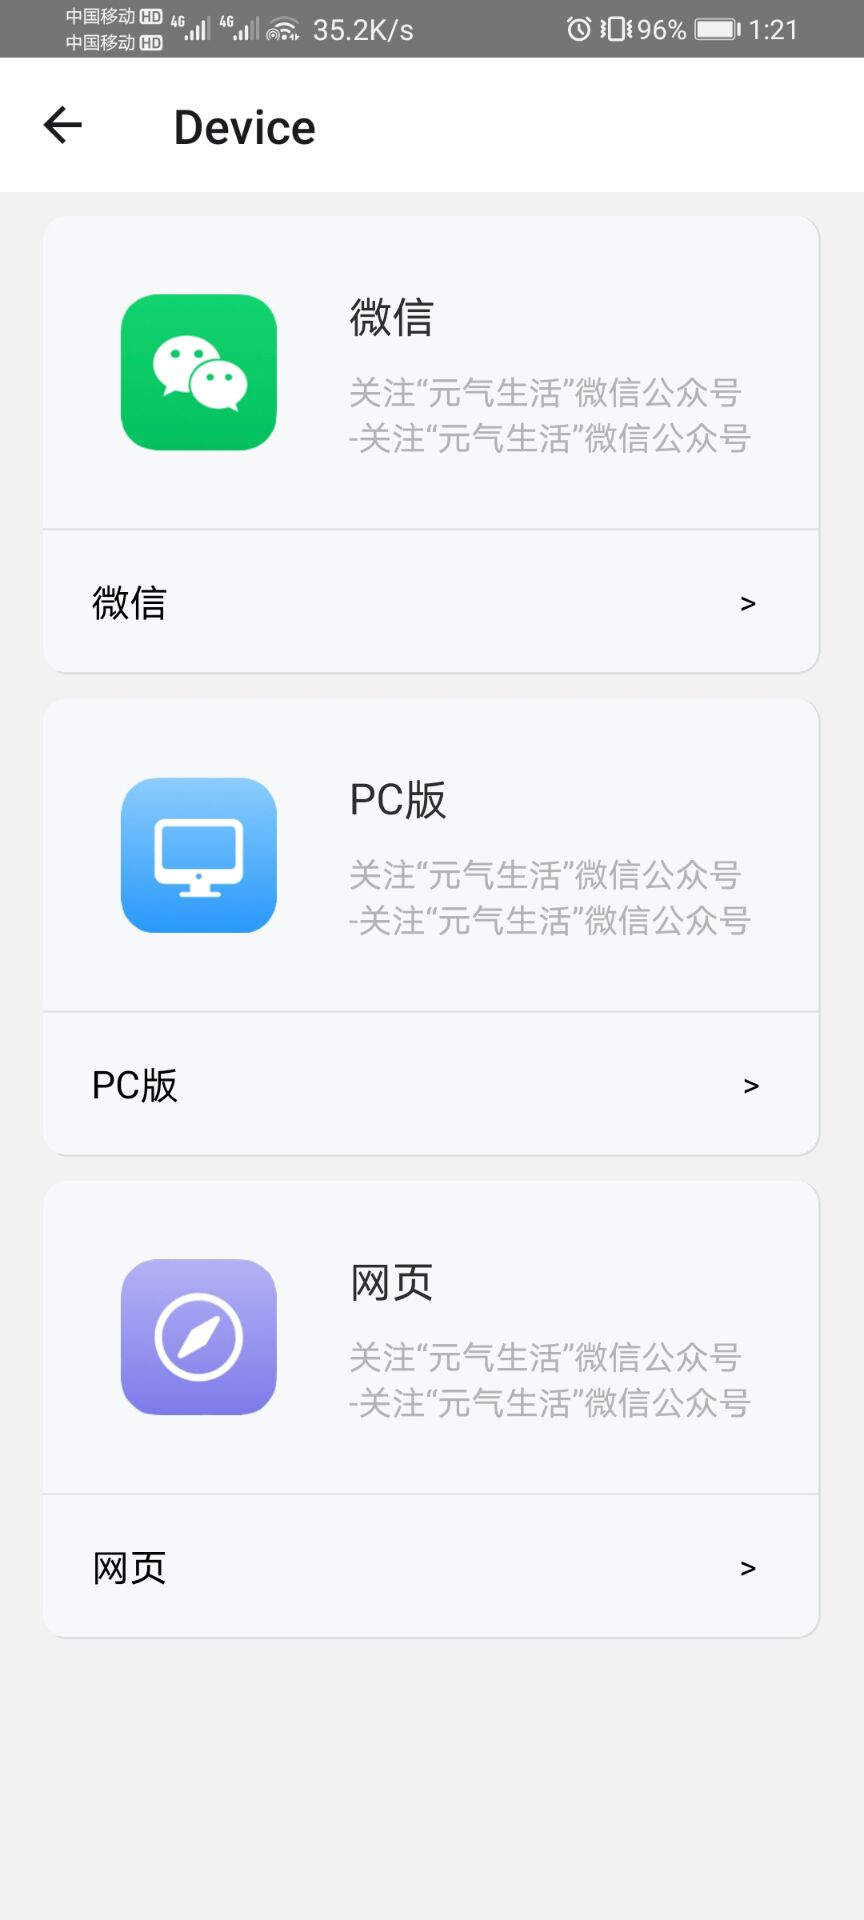 中国移动 HD 4G 4G 35.2K/s 96% 1:21
中国移动 HD
Device
微信
关注“元气生活”微信公众号
-关注“元气生活”微信公众号
微信 >
PC版
关注“元气生活”微信公众号
-关注“元气生活”微信公众号
PC版 >
网页
关注“元气生活”微信公众号
-关注“元气生活”微信公众号
网页 >